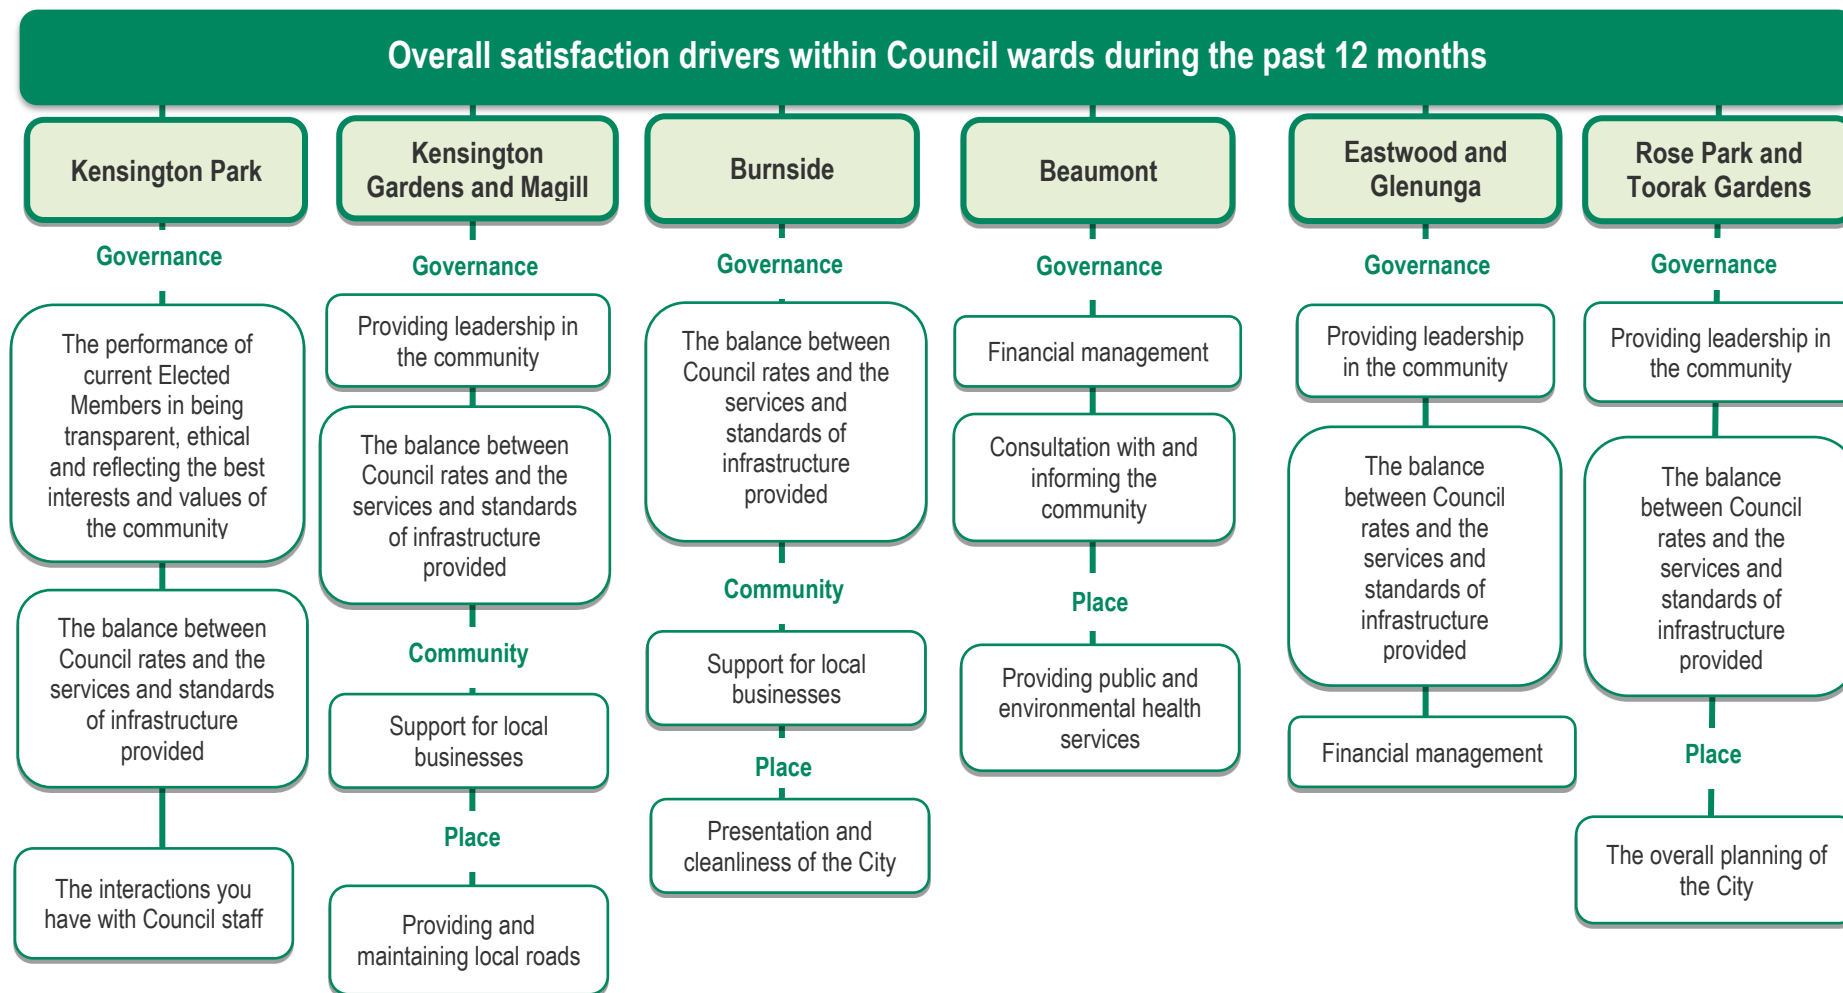 Overall satisfaction drivers within Council wards during the past 12 months
Kensington Park
Governance
The performance of
current Elected
Members in being
transparent, ethical
and reflecting the best
interests and values of
the community
The balance between
Council rates and the
services and standards
of infrastructure
provided
The interactions you
have with Council staff
Kensington
Gardens and Magill
Governance
Providing leadership in
the community
The balance between
Council rates and the
services and standards
of infrastructure
provided
Community
Support for local
businesses
Place
Providing and
maintaining local roads
Burnside
Governance
The balance between
Council rates and the
services and
standards of
infrastructure
provided
Community
Support for local
businesses
Place
Presentation and
cleanliness of the City
Beaumont
Governance
Financial management
Consultation with and
informing the
community
Place
Providing public and
environmental health
services
Eastwood and
Glenunga
Governance
Providing leadership
in the community
The balance
between Council
rates and the
services and
standards of
infrastructure
provided
Financial management
Rose Park and
Toorak Gardens
Governance
Providing leadership in
the community
The balance
between Council
rates and the
services and
standards of
infrastructure
provided
Place
The overall planning of
the City